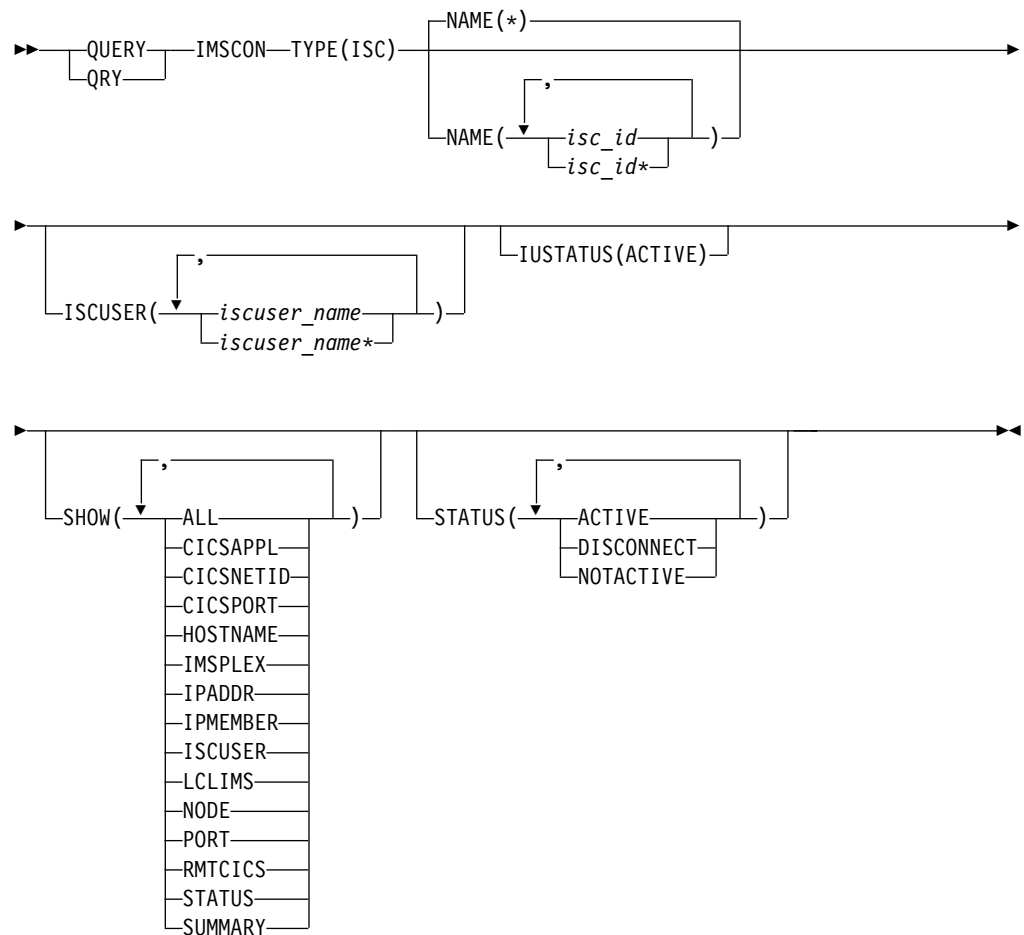 NAME(*)
QUERY IMSCON TYPE(ISC)
QRY
,
NAME( isc_id )
isc_id*
, IUSTATUS(ACTIVE)
ISCUSER( iscuser_name )
iscuser_name*
, ,
SHOW( ALL ) STATUS( ACTIVE )
CICSAPPL DISCONNECT
CICSNETID NOTACTIVE
CICSPORT
HOSTNAME
IMSPLEX
IPADDR
IPMEMBER
ISCUSER
LCLIMS
NODE
PORT
RMTCICS
STATUS
SUMMARY